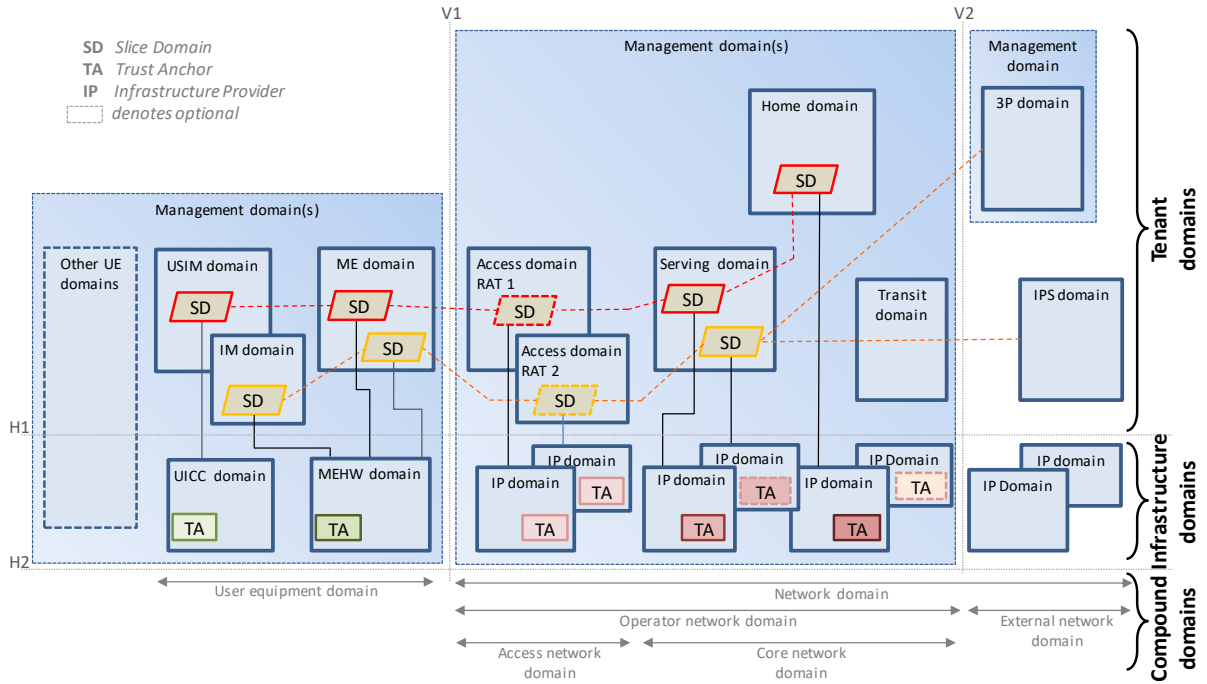 V1
V2
SD Slice Domain
TA Trust Anchor
IP Infrastructure Provider
denotes optional
Management domain(s)
Management
domain
Home domain
3P domain
SD
Management domain(s)
Other UE
domains
USIM domain
ME domain
Access domain
RAT 1
Serving domain
Transit
domain
IPS domain
SD
SD
SD
SD
IM domain
SD
Access domain
RAT 2
SD
SD
SD
Tenant
domains
H1
UICC domain
MEHW domain
IP domain
IP domain
IP domain
IP domain
IP domain
IP Domain
IP domain
IP Domain
TA
TA
TA
TA
TA
TA
TA
TA
Infrastructure
domains
H2
User equipment domain
Network domain
Operator network domain
External network
domain
Access network
domain
Core network
domain
Compound
domains